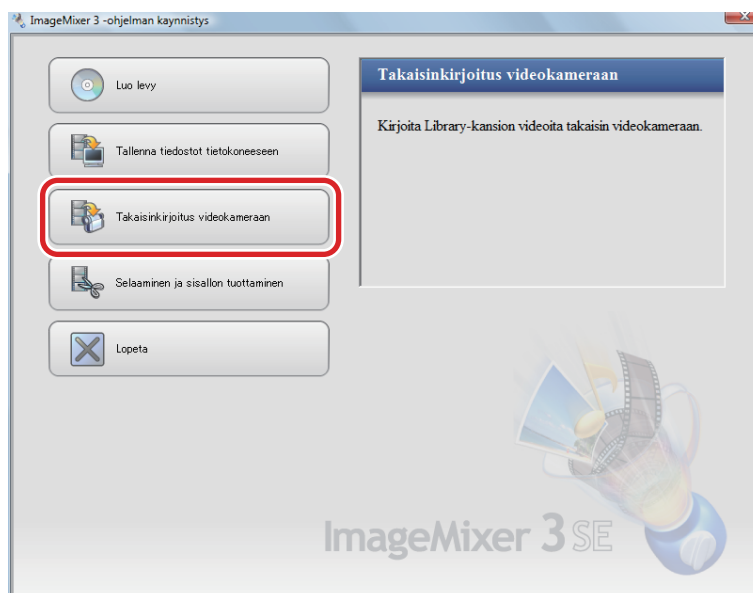 ImageMixer 3 -ohjelman kaynnistys
Luo levy
Tallenna tiedostot tietokoneeseen
Takaisinkirjoitus videokameraan
Selaaminen ja sisallon tuottaminen
Lopeta
Takaisinkirjoitus videokameraan
Kirjoita Library-kansion videoita takaisin videokameraan.
ImageMixer 3 SE